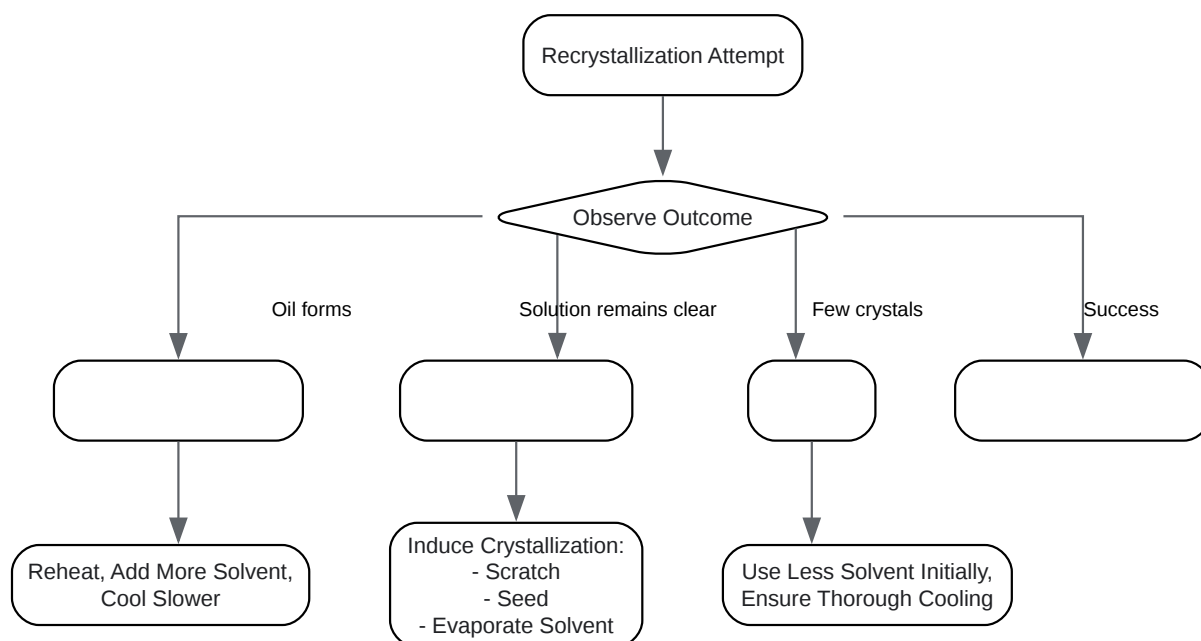 Recrystallization Attempt
Observe Outcome
Oil forms
Solution remains clear
Few crystals
Success
Reheat, Add More Solvent,
Cool Slower
Induce Crystallization:
- Scratch
- Seed
- Evaporate Solvent
Use Less Solvent Initially,
Ensure Thorough Cooling